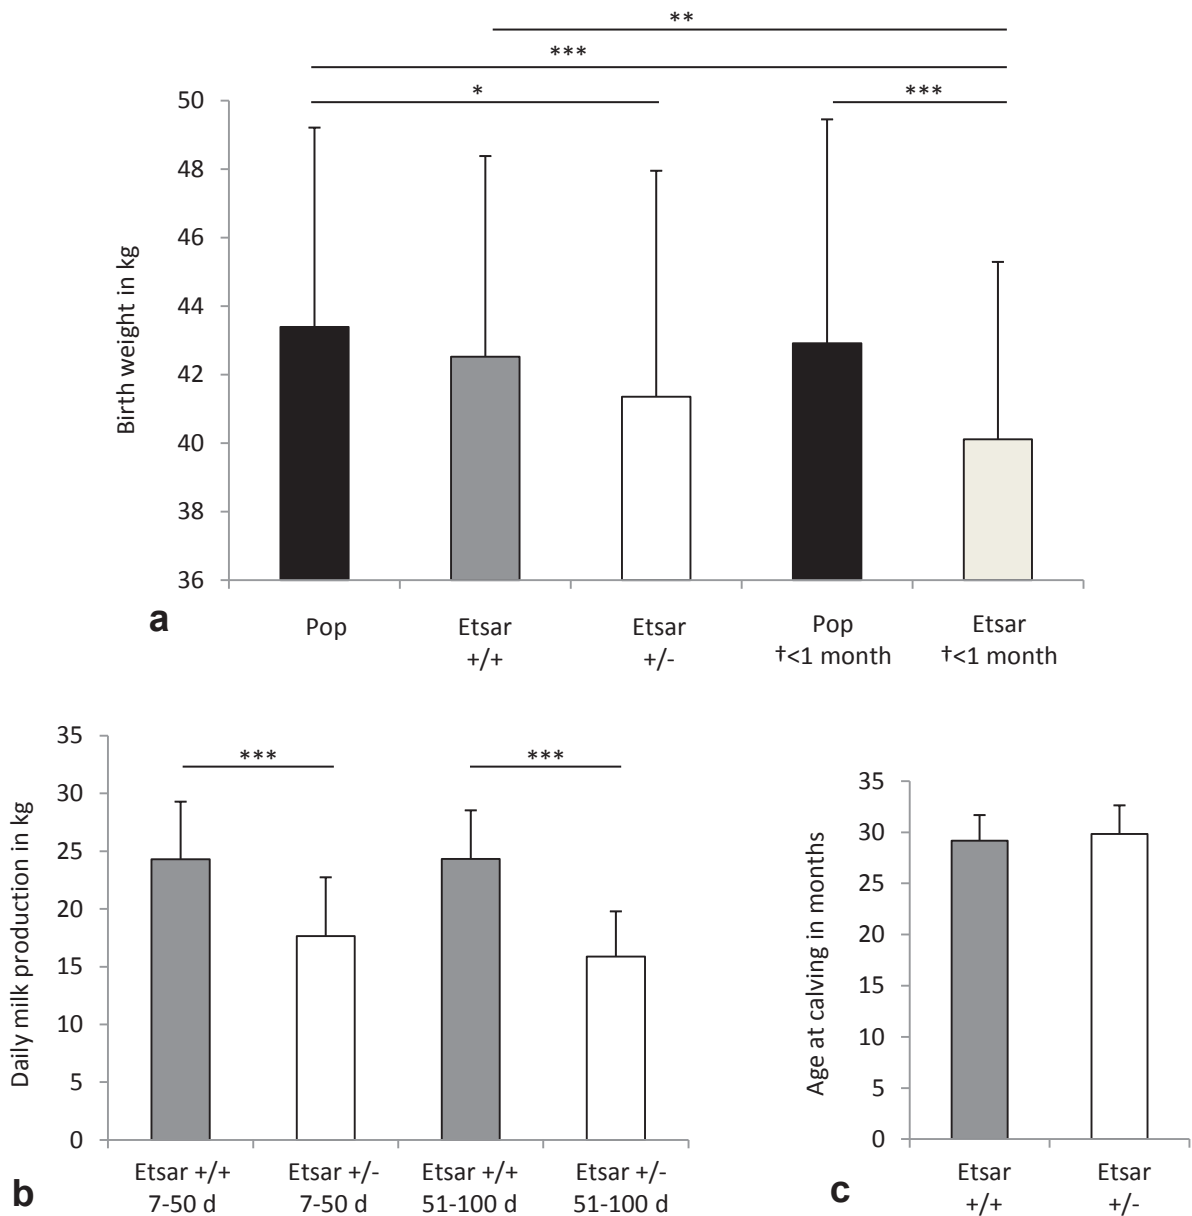 **
***
*
***
50
48
46
44
42
40
38
36
Birth weight in kg
a
Pop
Etsar
+/+
Etsar
+/-
Pop
†<1 month
Etsar
†<1 month
35
30
25
20
15
10
5
0
Daily milk production in kg
***
***
b
Etsar +/+
7-50 d
Etsar +/-
7-50 d
Etsar +/+
51-100 d
Etsar +/-
51-100 d
35
30
25
20
15
10
5
0
Age at calving in months
c
Etsar
+/+
Etsar
+/-